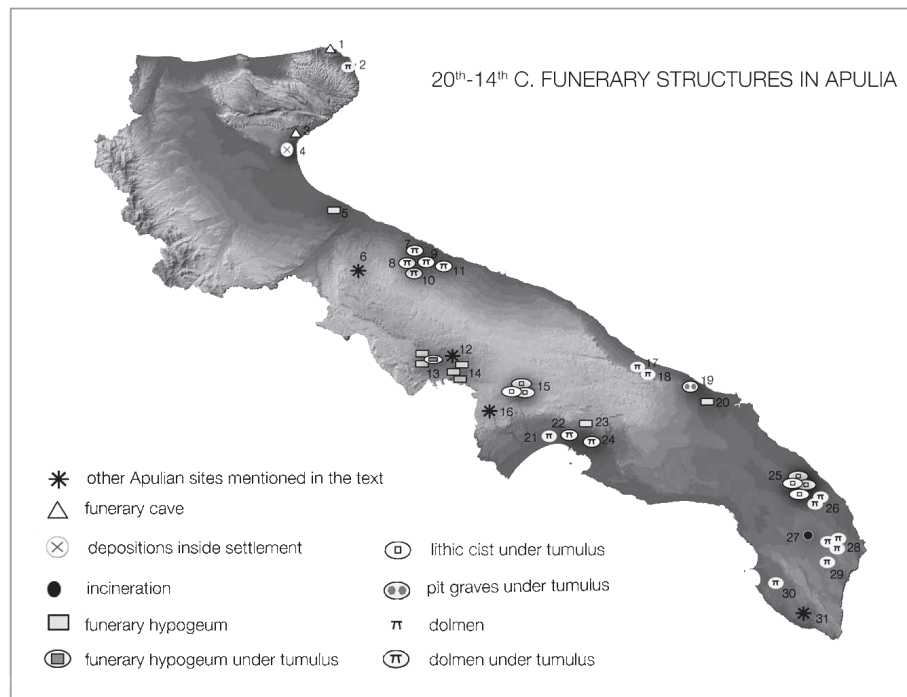 20th-14th C. FUNERARY STRUCTURES IN APULIA
1
2
3
4
5
6
7
8
9
10
11
12
13
14
15
16
17
18
19
20
21
22
23
24
25
26
27
28
29
30
31
other Apulian sites mentioned in the text
funerary cave
depositions inside settlement
incineration
funerary hypogeum
funerary hypogeum under tumulus
lithic cist under tumulus
pit graves under tumulus
dolmen
dolmen under tumulus